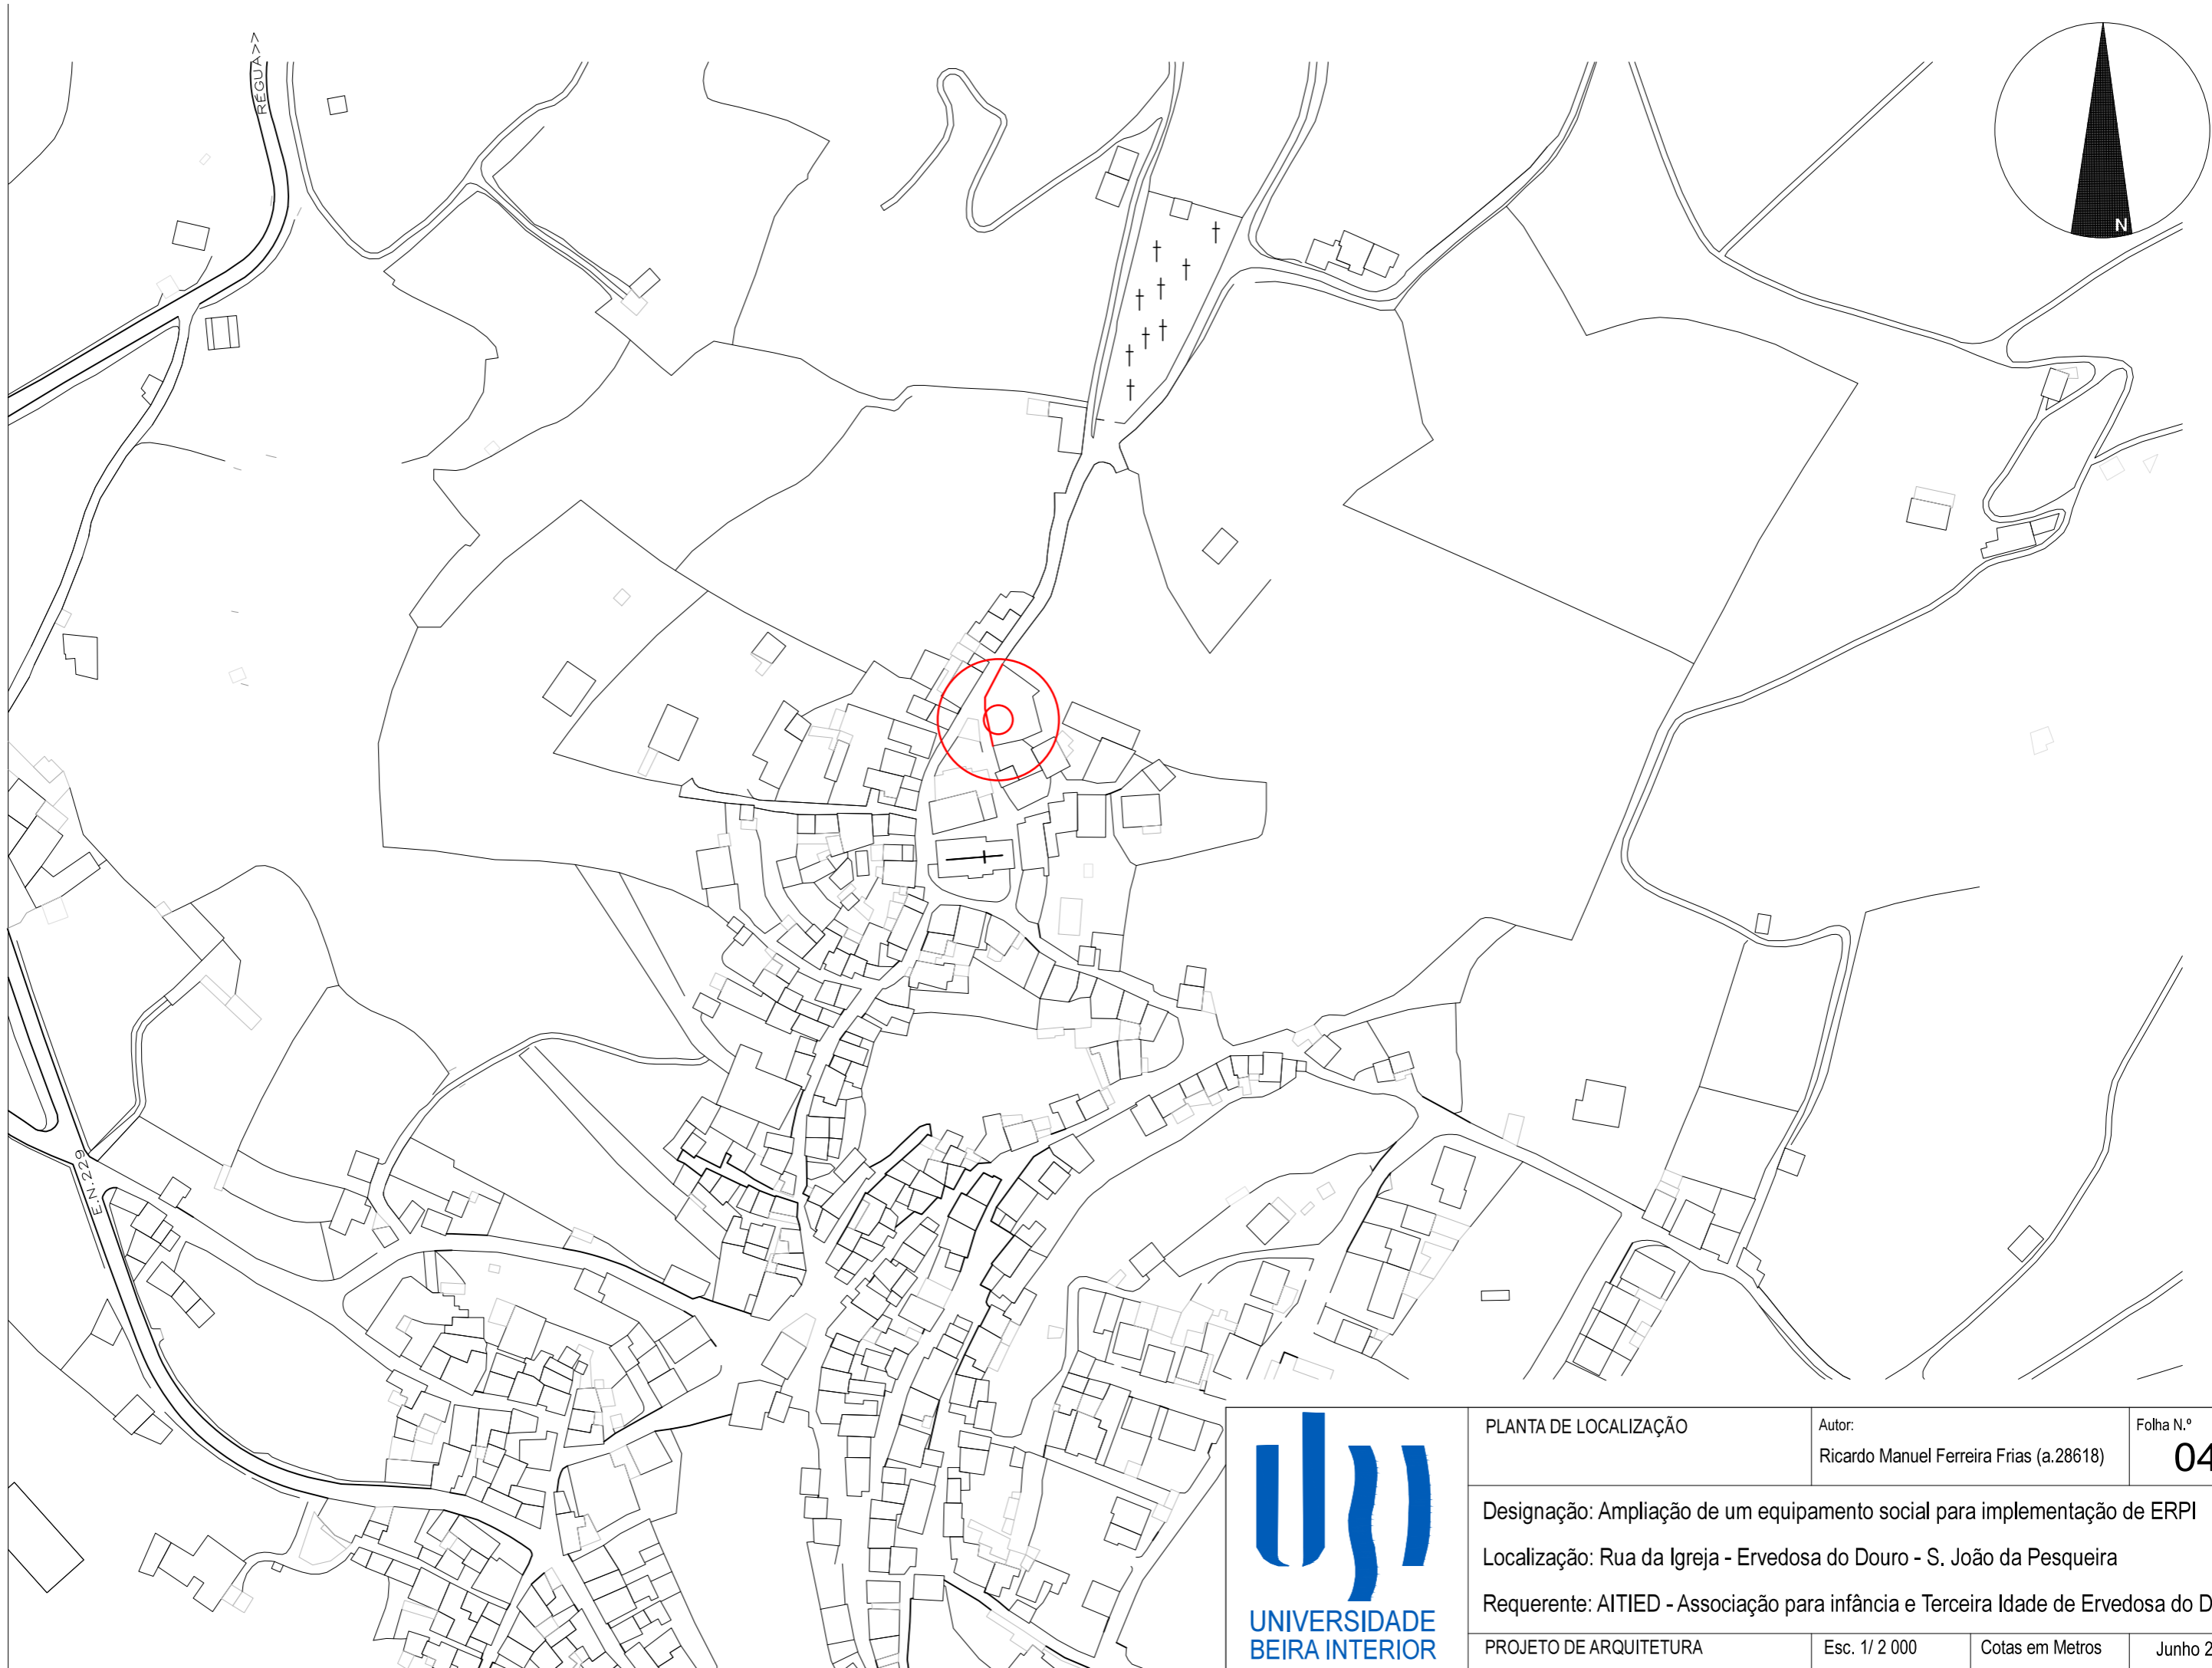 RÉGUA>>
N
E.N.229
UNIVERSIDADE
BEIRA INTERIOR
PLANTA DE LOCALIZAÇÃO
Autor:
Ricardo Manuel Ferreira Frias (a.28618)
Folha N.º
04
Designação: Ampliação de um equipamento social para implementação de ERPI
Localização: Rua da Igreja - Ervedosa do Douro - S. João da Pesqueira
Requerente: AITIED - Associação para infância e Terceira Idade de Ervedosa do D
PROJETO DE ARQUITETURA
Esc. 1/ 2 000
Cotas em Metros
Junho 2